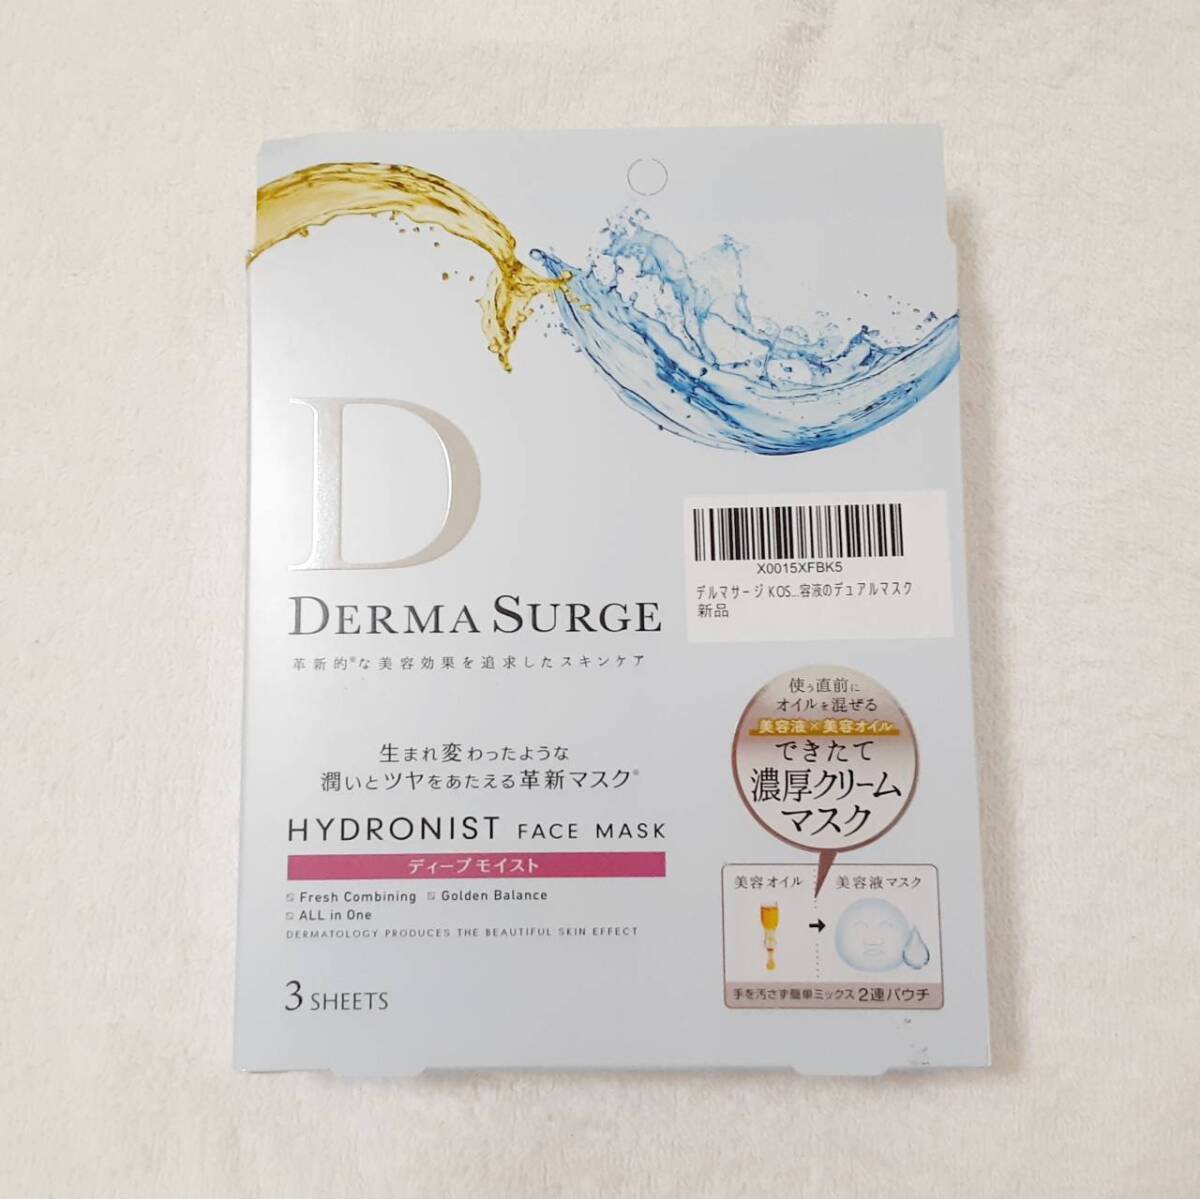 D
DERMA SURGE
革新的※な美容効果を追求したスキンケア
生まれ変わったような
潤いとツヤをあたえる革新マスク※
HYDRONIST FACE MASK
ディープモイスト
Fresh Combining Golden Balance
ALL in One
DERMATOLOGY PRODUCES THE BEAUTIFUL SKIN EFFECT
3 SHEETS
X0015XFBK5
デルマサージ KOS...容液のデュアルマスク
新品
使う直前に
オイルを混ぜる
美容液×美容オイル
できたて
濃厚クリーム
マスク
美容オイル 美容液マスク
手を汚さず簡単ミックス 2連パウチ